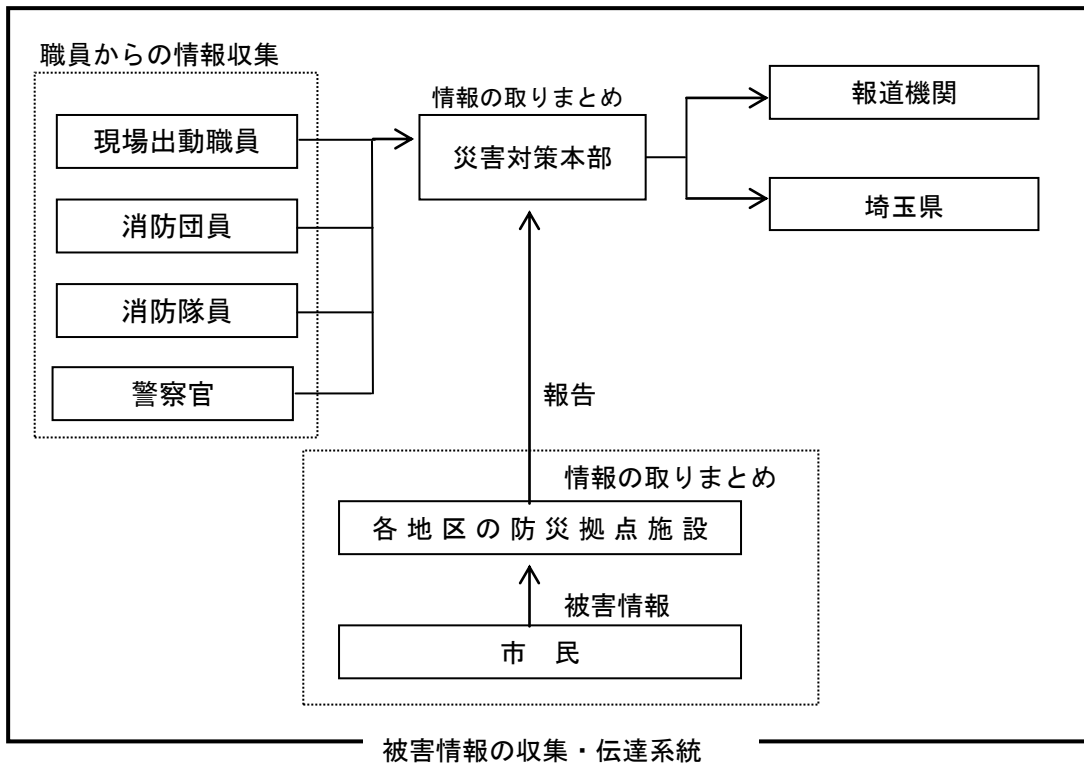 職員からの情報収集
現場出動職員
消防団員
消防隊員
警察官
情報の取りまとめ
災害対策本部
報道機関
埼玉県
報告
情報の取りまとめ
各地区の防災拠点施設
被害情報
市 民
被害情報の収集・伝達系統